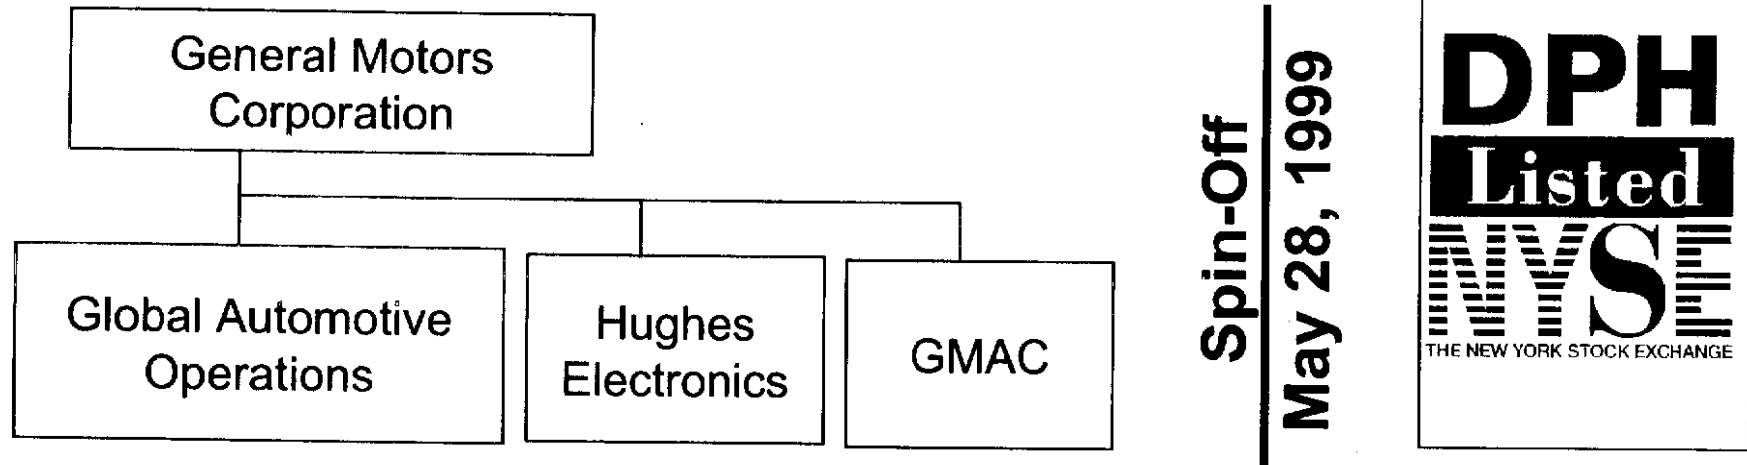 General Motors
Corporation
Global Automotive
Operations
Hughes
Electronics
GMAC
Spin-Off
May 28, 1999
DPH
Listed
NYSE
THE NEW YORK STOCK EXCHANGE